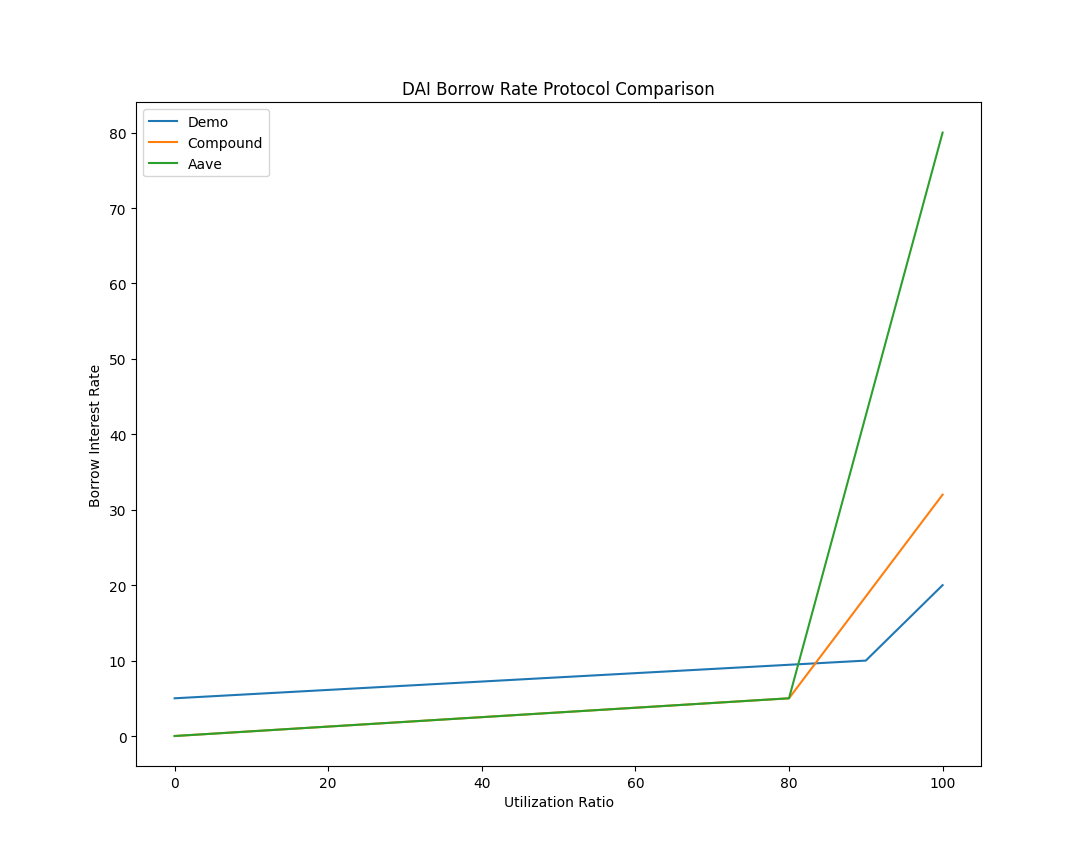 DAI Borrow Rate Protocol Comparison
Demo
Compound
Aave
80
70
60
50
40
30
20
10
0
Borrow Interest Rate
0 20 40 60 80 100
Utilization Ratio